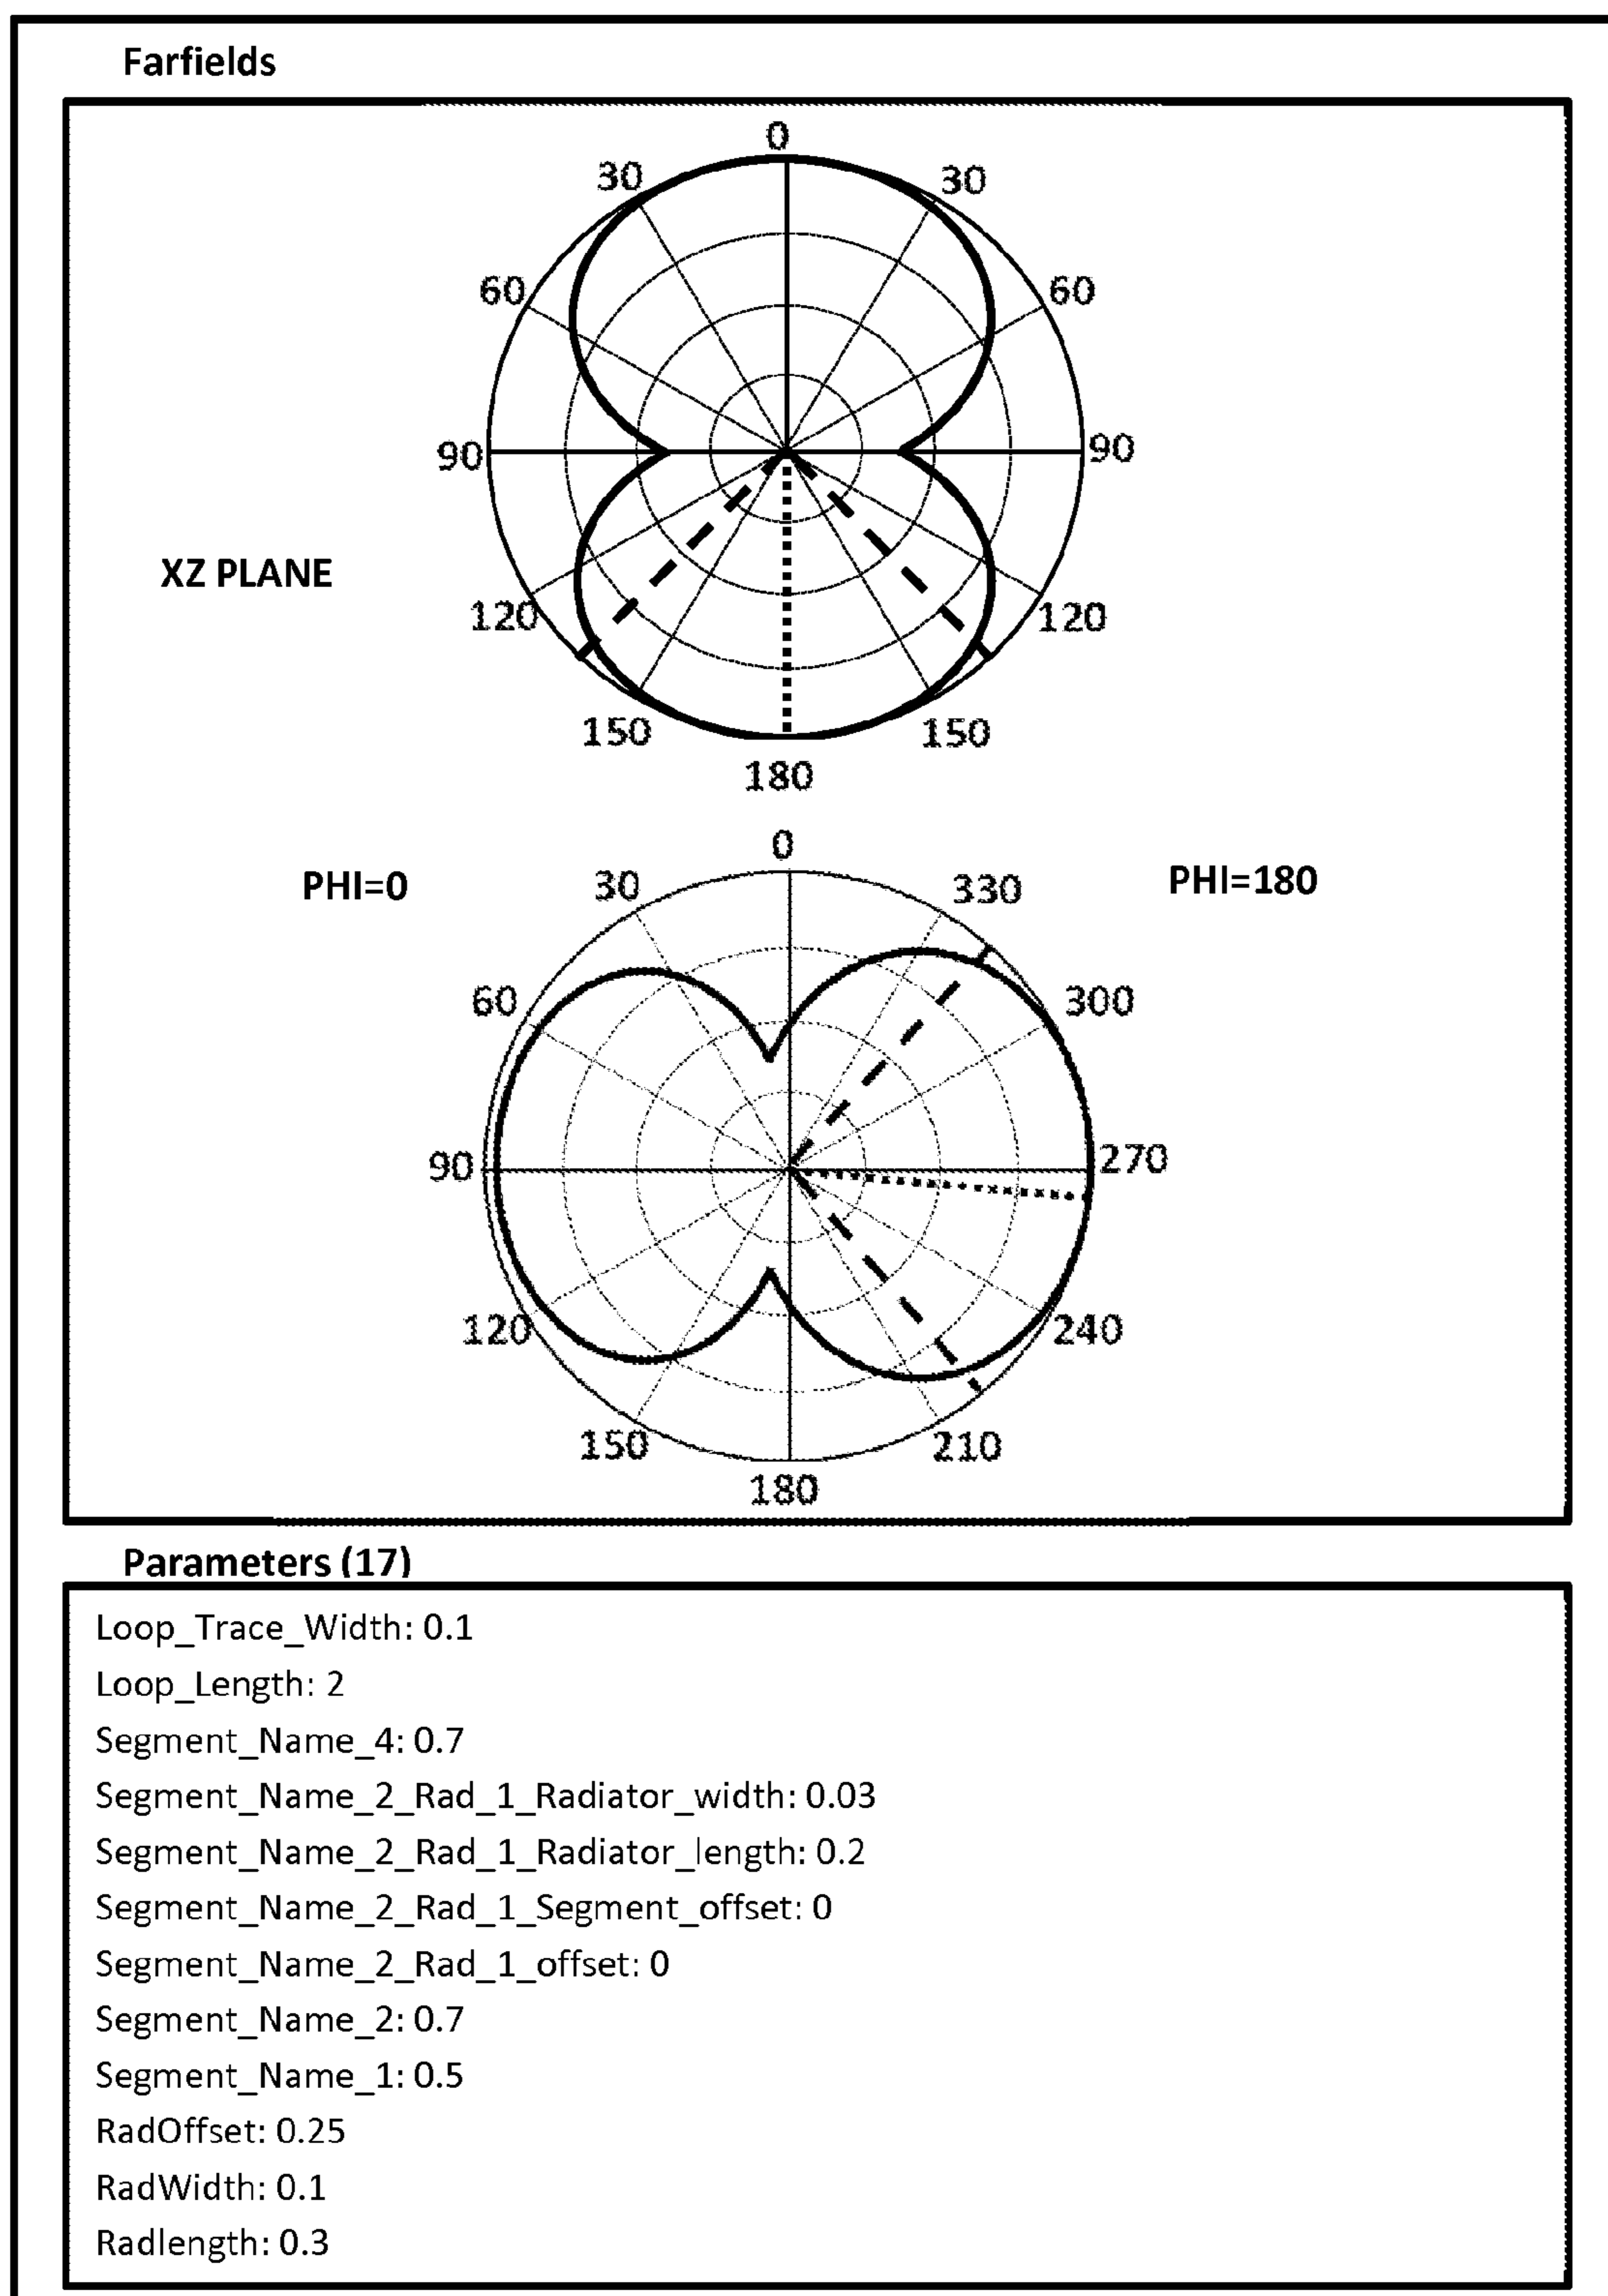 Farfields
0
30 30
60 60
90 90
XZ PLANE
120 120
150 150
180
0
PHI=0 PHI=180
30 330
60 300
90 270
120 240
150 210
180
Parameters (17)
Loop_Trace_Width: 0.1
Loop_Length: 2
Segment_Name_4: 0.7
Segment_Name_2_Rad_1_Radiator_width: 0.03
Segment_Name_2_Rad_1_Radiator_length: 0.2
Segment_Name_2_Rad_1_Segment_offset: 0
Segment_Name_2_Rad_1_offset: 0
Segment_Name_2: 0.7
Segment_Name_1: 0.5
RadOffset: 0.25
RadWidth: 0.1
Radlength: 0.3